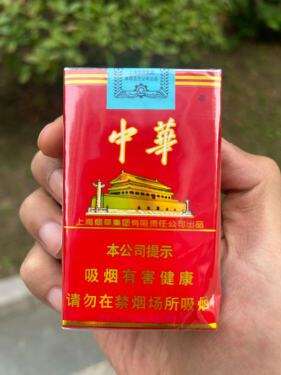 中華
上海烟草集团有限责任公司出品
本公司提示
吸烟有害健康
请勿在禁烟场所吸烟